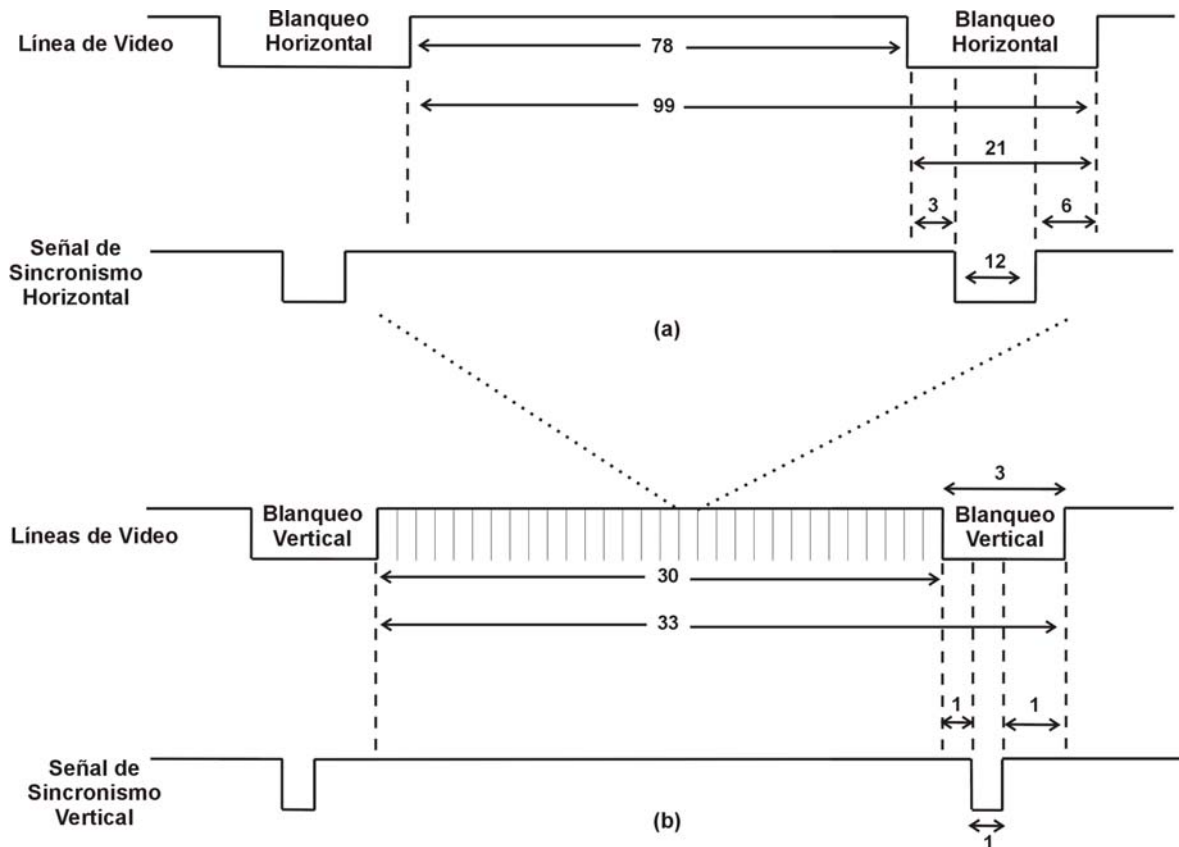 Línea de Video
Blanqueo
Horizontal
Blanqueo
Horizontal
78
99
21
3
6
12
Señal de
Sincronismo
Horizontal
(a)
3
Líneas de Video
Blanqueo
Vertical
Blanqueo
Vertical
30
33
1
1
Señal de
Sincronismo
Vertical
(b)
1